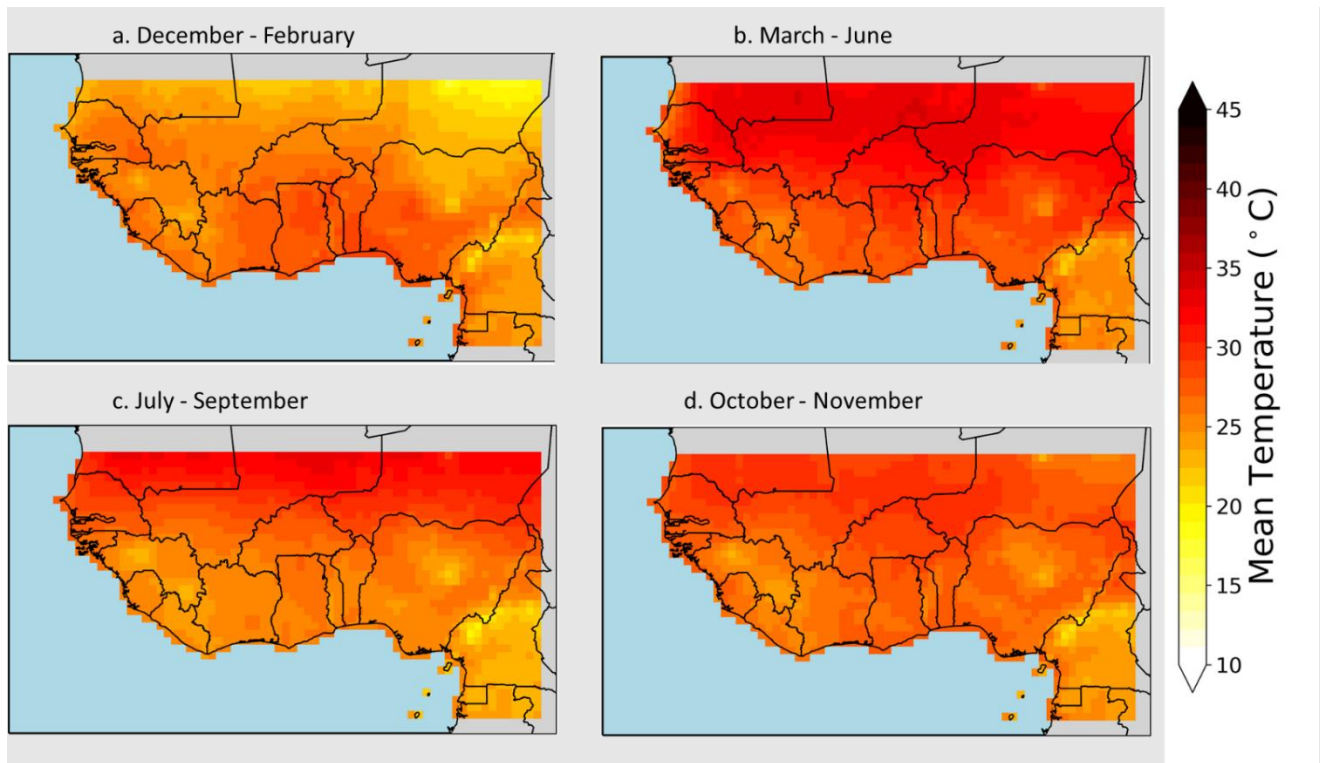 a. December - February
b. March - June
c. July - September
d. October - November
45
40
35
30
25
20
15
10
Mean Temperature (°C)